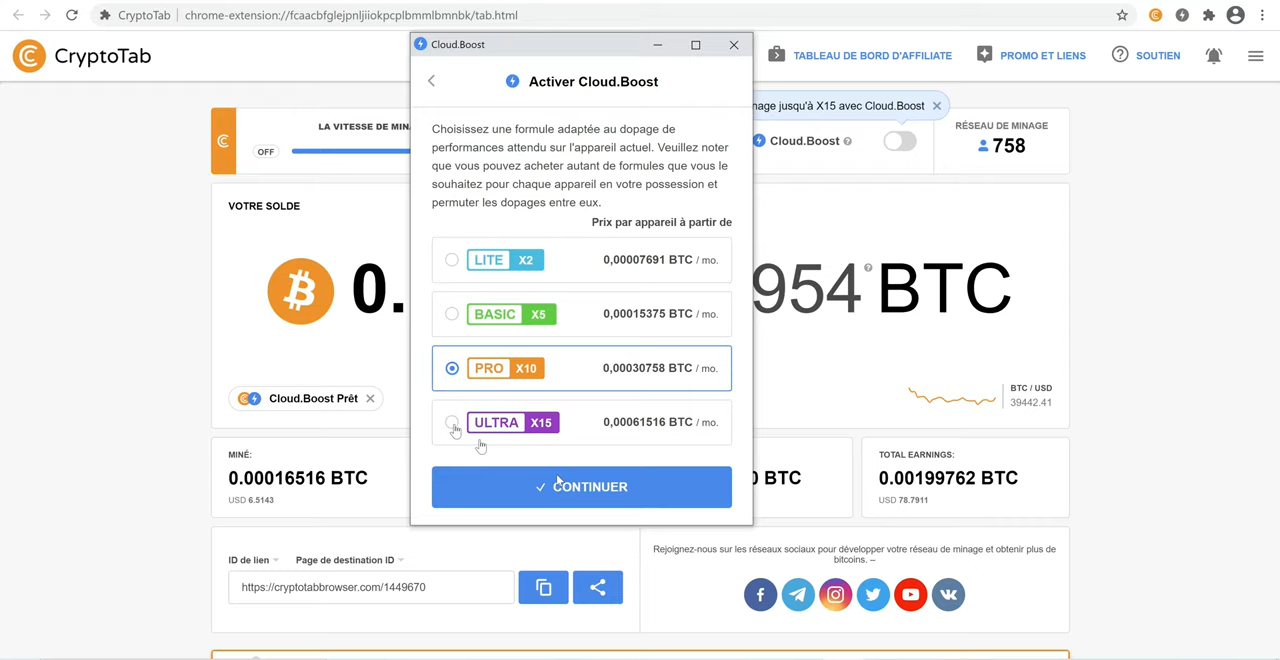 CryptoTab
chrome-extension://fcaacbfglejpnljiiokpcplbmmlbmnbk/tab.html
CryptoTab
TABLEAU DE BORD D'AFFILIATE
PROMO ET LIENS
SOUTIEN
Cloud.Boost
Activer Cloud.Boost
Choisissez une formule adaptée au dopage de
performances attendu sur l'appareil actuel. Veuillez noter
que vous pouvez acheter autant de formules que vous le
souhaitez pour chaque appareil en votre possession et
permuter les dopages entre eux.
Prix par appareil à partir de
LITE X2 0,00007691 BTC / mo.
BASIC X5 0,00015375 BTC / mo.
PRO X10 0,00030758 BTC / mo.
ULTRA X15 0,00061516 BTC / mo.
CONTINUER
LA VITESSE DE
OFF
jusqu'à X15 avec Cloud.Boost
Cloud.Boost
RÉSEAU DE MINAGE
758
VOTRE SOLDE
0.
954 BTC
Cloud.Boost Prêt
BTC / USD
39442.41
MINÉ:
0.00016516 BTC
USD 6.5143
BTC
TOTAL EARNINGS:
0.00199762 BTC
USD 78.7911
ID de lien
Page de destination ID
https://cryptotabbrowser.com/1449670
Rejoignez-nous sur les réseaux sociaux pour développer votre réseau de minage et obtenir plus de
bitcoins. –